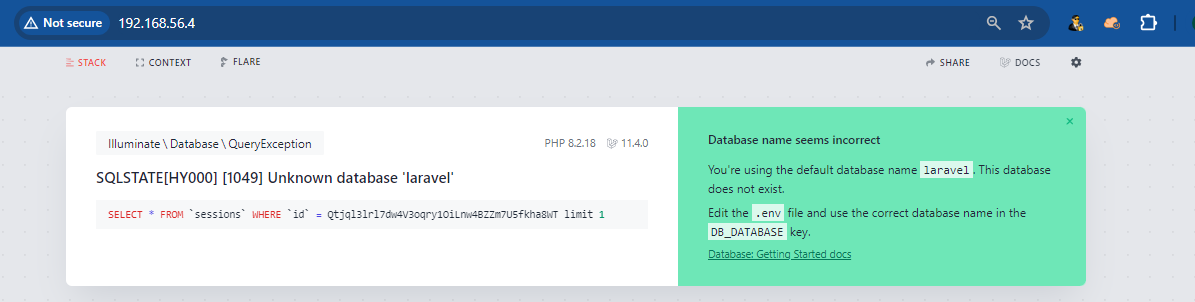 Not secure 192.168.56.4
STACK CONTEXT FLARE SHARE DOCS
Illuminate \ Database \ QueryException PHP 8.2.18 11.4.0
SQLSTATE[HY000] [1049] Unknown database 'laravel'
SELECT * FROM `sessions` WHERE `id` = Qtjql3lrl7dw4V3oqry1OiLnw4BZZm7U5fkha8WT limit 1
Database name seems incorrect
You're using the default database name laravel. This database
does not exist.
Edit the .env file and use the correct database name in the
DB_DATABASE key.
Database: Getting Started docs